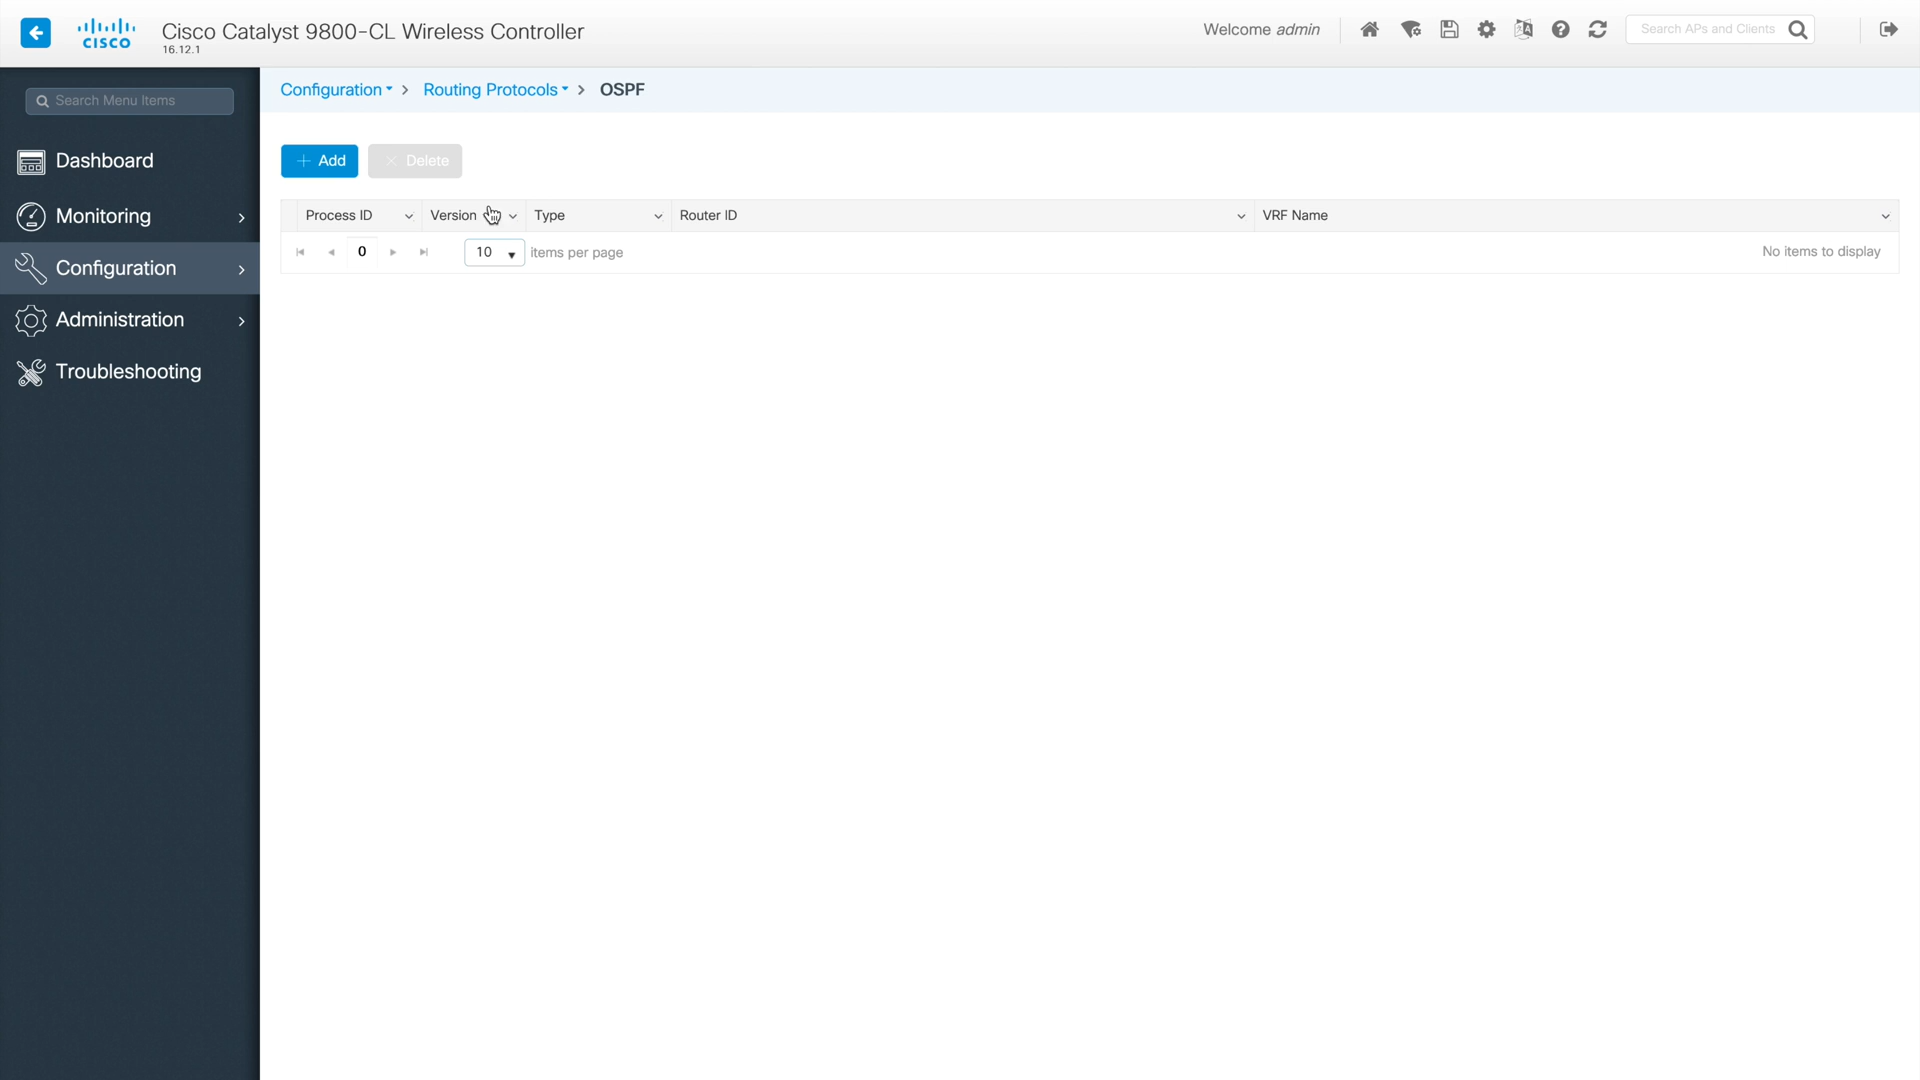 CISCO
Cisco Catalyst 9800-CL Wireless Controller
16.12.1
Welcome admin
Search APs and Clients
Search Menu Items
Configuration > Routing Protocols > OSPF
Dashboard
Monitoring
Configuration
Administration
Troubleshooting
+ Add
× Delete
Process ID Version Type Router ID VRF Name
0 10 items per page No items to display